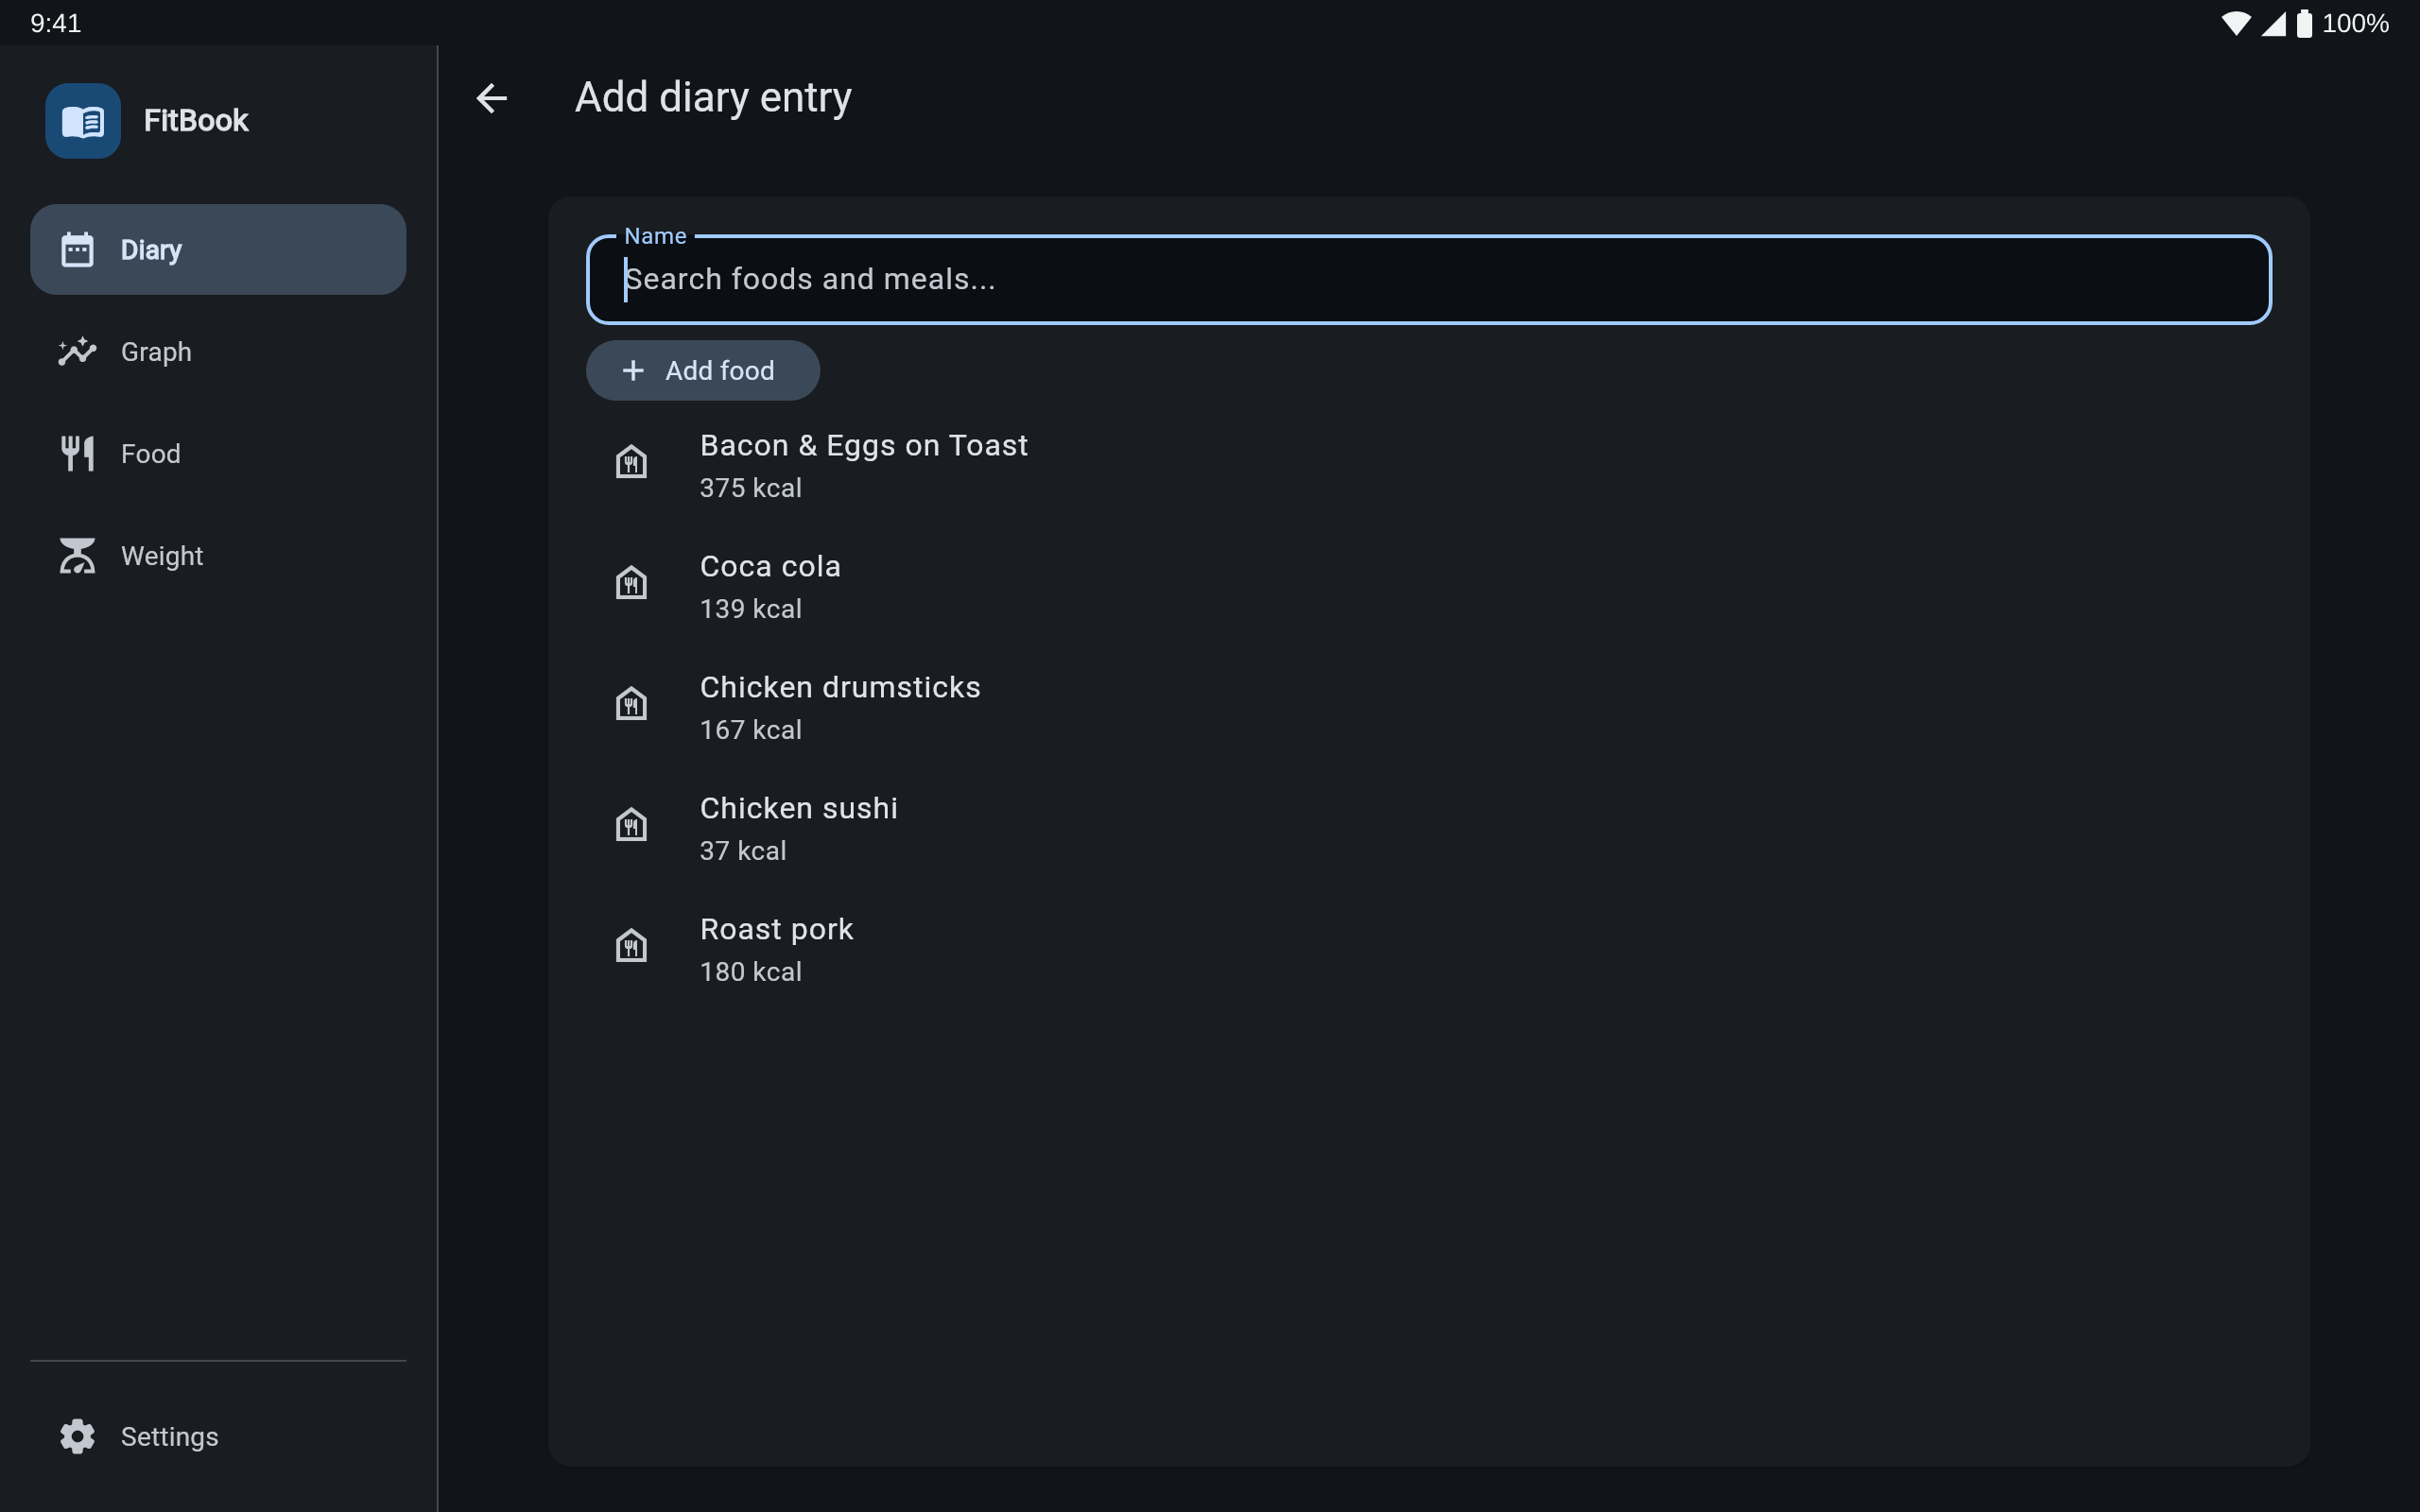 9:41
100%
FitBook
Diary
Graph
Food
Weight
Settings
Add diary entry
Name
Search foods and meals...
Add food
Bacon & Eggs on Toast
375 kcal
Coca cola
139 kcal
Chicken drumsticks
167 kcal
Chicken sushi
37 kcal
Roast pork
180 kcal